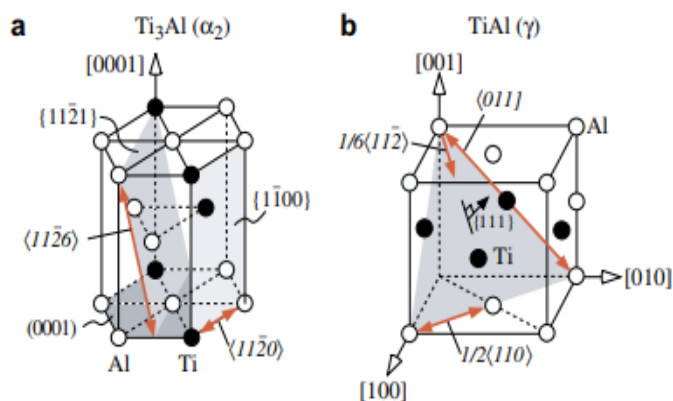 a
Ti₃Al (α₂)
[0001]
{112̄1}
{11̄00}
⟨112̄6⟩
(0001)
⟨112̄0⟩
Al
Ti
b
TiAl (γ)
[001]
⟨011]
Al
1/6⟨112̄⟩
{111}
Ti
[010]
1/2⟨110⟩
[100]